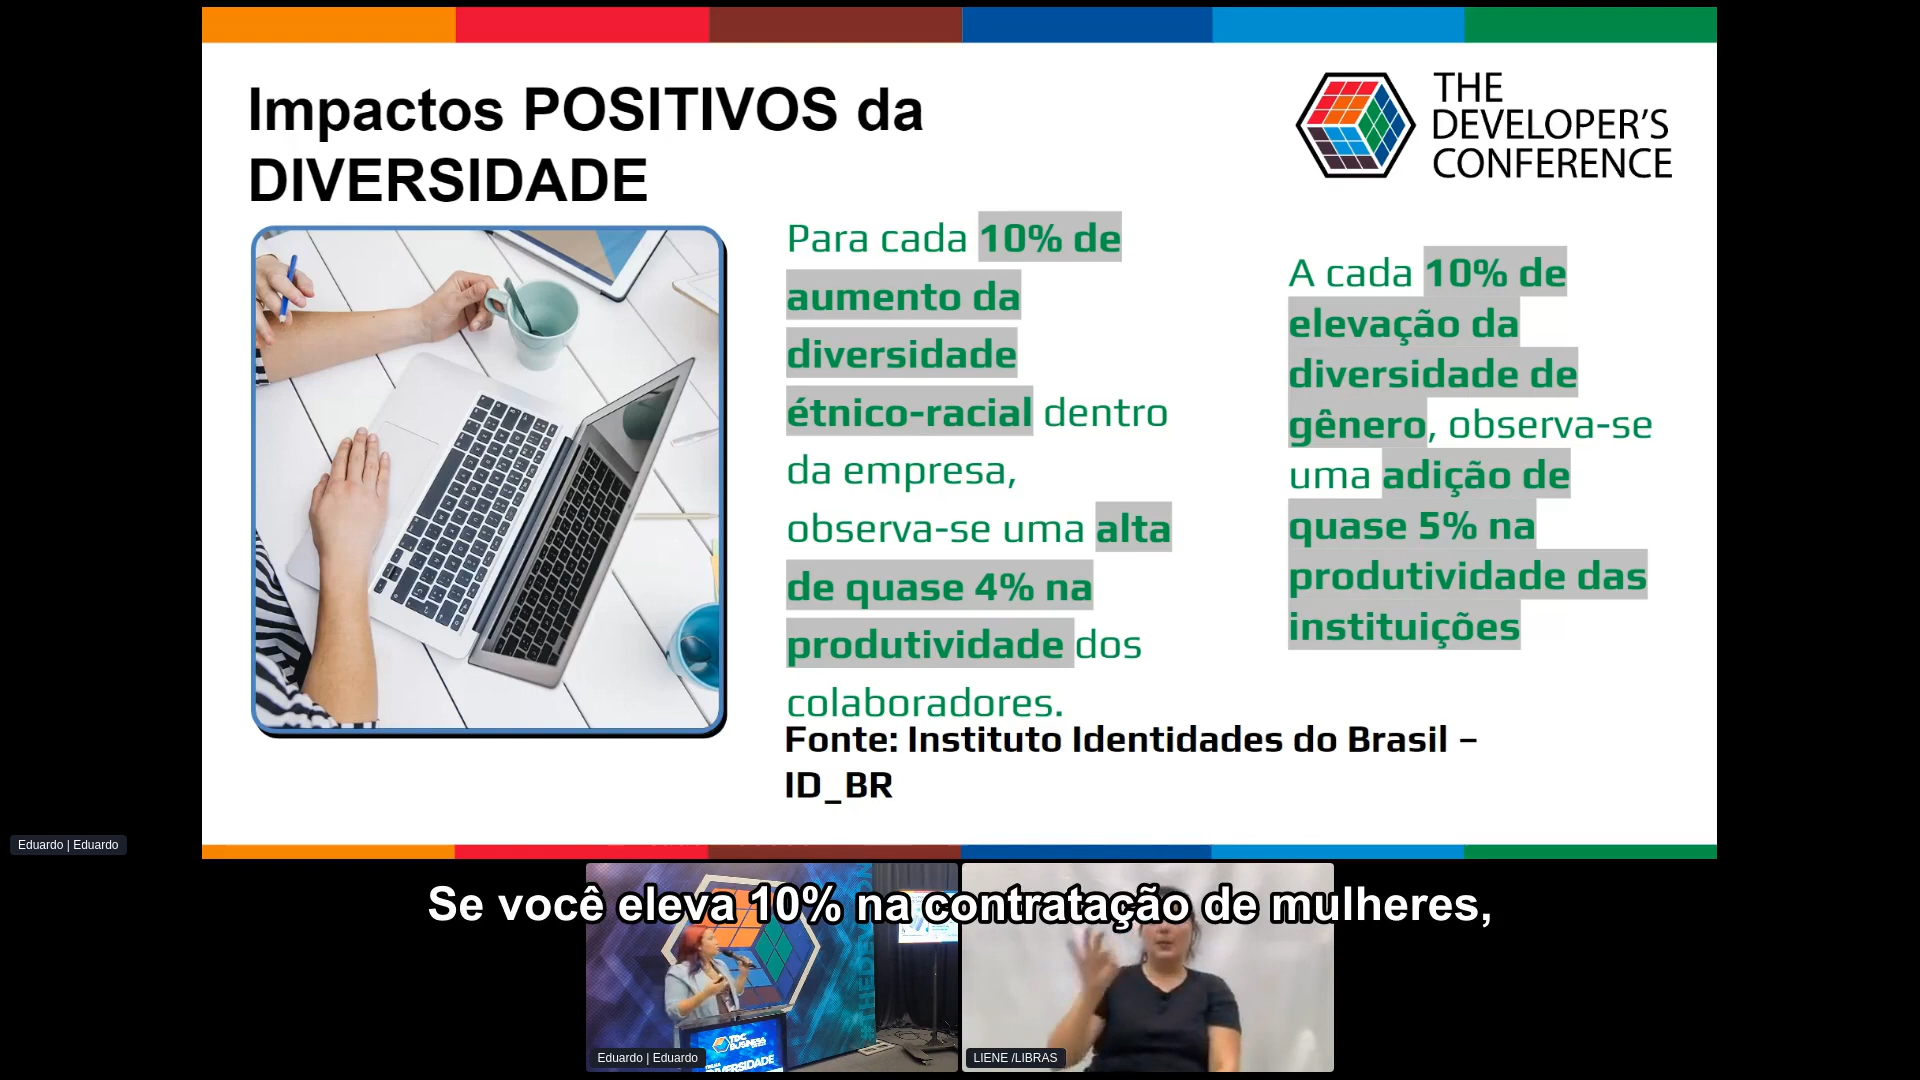 Impactos POSITIVOS da
DIVERSIDADE
THE
DEVELOPER'S
CONFERENCE
Para cada 10% de
aumento da
diversidade
étnico-racial dentro
da empresa,
observa-se uma alta
de quase 4% na
produtividade dos
colaboradores.
A cada 10% de
elevação da
diversidade de
gênero, observa-se
uma adição de
quase 5% na
produtividade das
instituições
Fonte: Instituto Identidades do Brasil –
ID_BR
Eduardo | Eduardo
Se você eleva 10% na contratação de mulheres,
TDC
BUSINESS
DIVERSIDADE
Eduardo | Eduardo
LIENE /LIBRAS